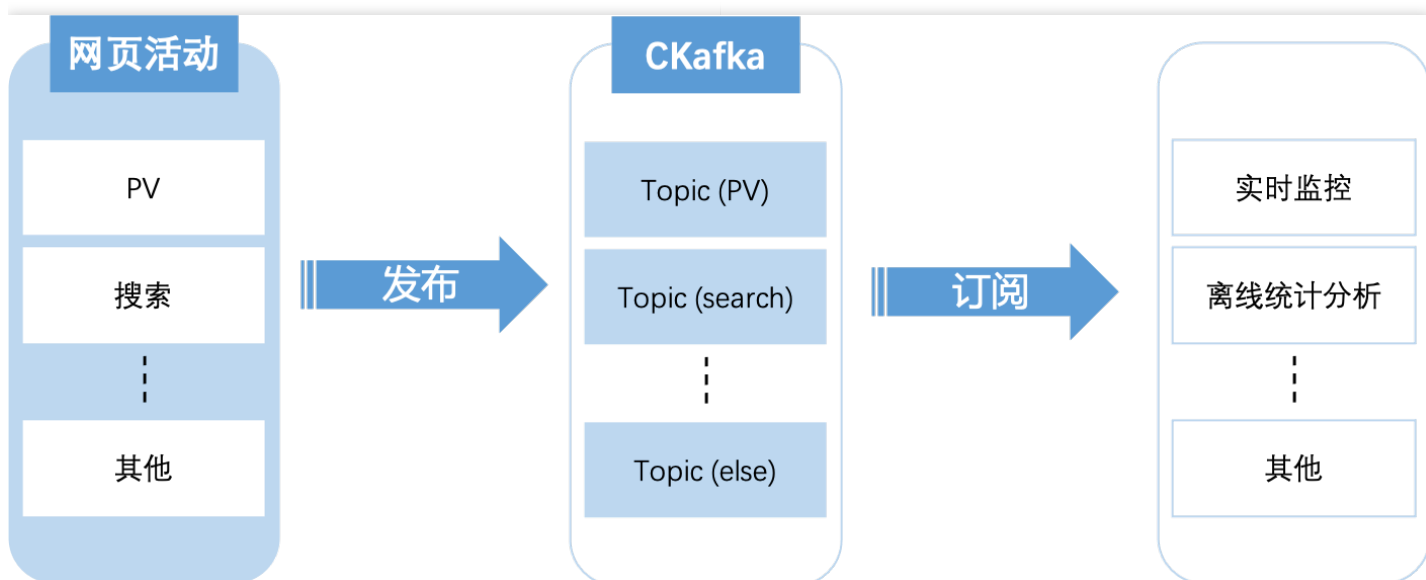 网页活动
PV
搜索
其他
发布
CKafka
Topic (PV)
Topic (search)
Topic (else)
订阅
实时监控
离线统计分析
其他